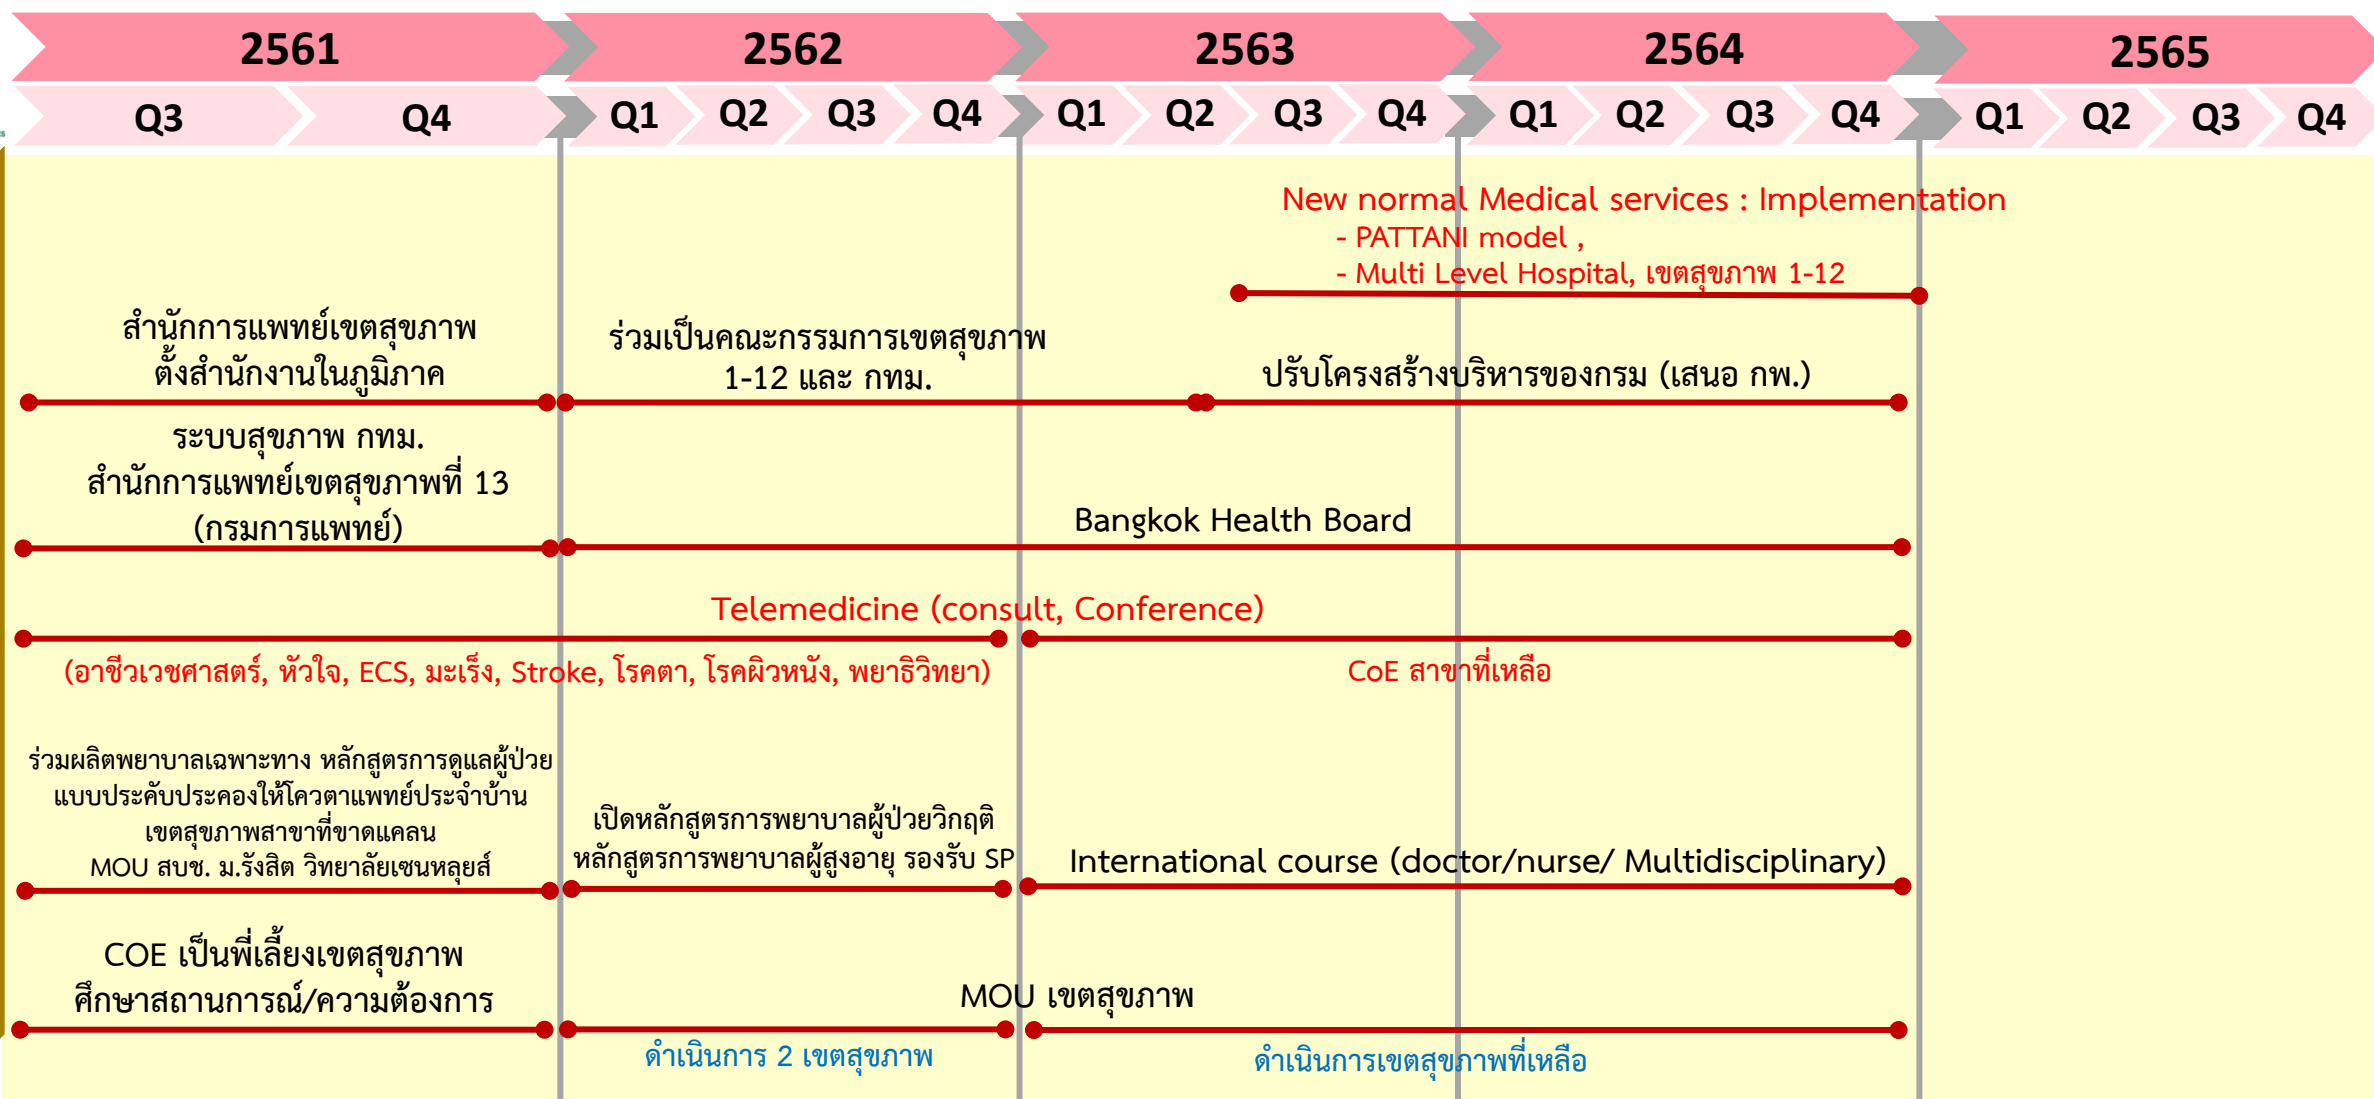 2561
2562
2563
2564
2565
Q3
Q4
Q1
Q2
Q3
Q4
Q1
Q2
Q3
Q4
Q1
Q2
Q3
Q4
Q1
Q2
Q3
Q4
New normal Medical services : Implementation
- PATTANI model ,
- Multi Level Hospital, เขตสุขภาพ 1-12
สำนักการแพทย์เขตสุขภาพ
ตั้งสำนักงานในภูมิภาค
ร่วมเป็นคณะกรรมการเขตสุขภาพ
1-12 และ กทม.
ปรับโครงสร้างบริหารของกรม (เสนอ กพ.)
ระบบสุขภาพ กทม.
สำนักการแพทย์เขตสุขภาพที่ 13
(กรมการแพทย์)
Bangkok Health Board
Telemedicine (consult, Conference)
(อาชีวเวชศาสตร์, หัวใจ, ECS, มะเร็ง, Stroke, โรคตา, โรคผิวหนัง, พยาธิวิทยา)
CoE สาขาที่เหลือ
ร่วมผลิตพยาบาลเฉพาะทาง หลักสูตรการดูแลผู้ป่วย
แบบประคับประคองให้โควตาแพทย์ประจำบ้าน
เขตสุขภาพสาขาที่ขาดแคลน
MOU สบช. ม.รังสิต วิทยาลัยเซนหลุยส์
เปิดหลักสูตรการพยาบาลผู้ป่วยวิกฤติ
หลักสูตรการพยาบาลผู้สูงอายุ รองรับ SP
International course (doctor/nurse/ Multidisciplinary)
COE เป็นพี่เลี้ยงเขตสุขภาพ
ศึกษาสถานการณ์/ความต้องการ
MOU เขตสุขภาพ
ดำเนินการ 2 เขตสุขภาพ
ดำเนินการเขตสุขภาพที่เหลือ